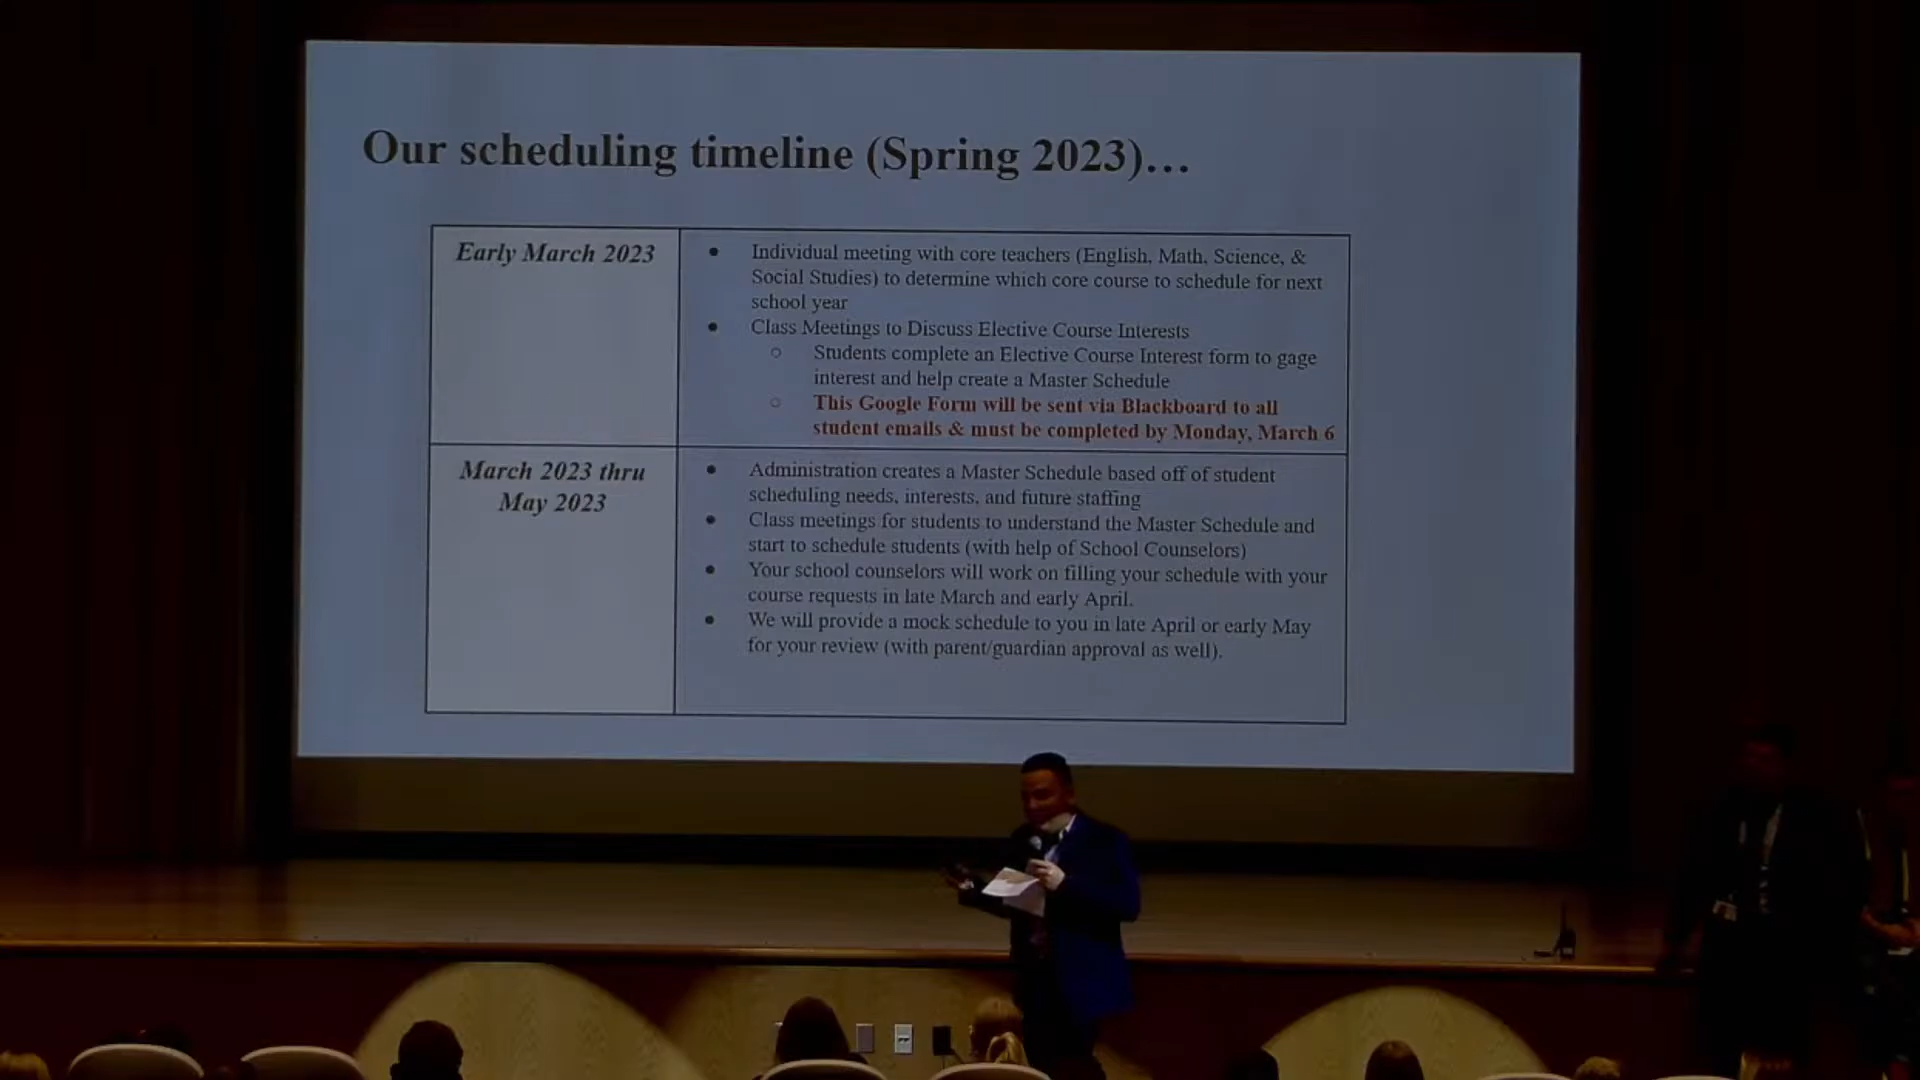 Our scheduling timeline (Spring 2023)...
Early March 2023
● Individual meeting with core teachers (English, Math, Science, &
Social Studies) to determine which core course to schedule for next
school year
● Class Meetings to Discuss Elective Course Interests
○ Students complete an Elective Course Interest form to gage
interest and help create a Master Schedule
○ This Google Form will be sent via Blackboard to all
student emails & must be completed by Monday, March 6
March 2023 thru
May 2023
● Administration creates a Master Schedule based off of student
scheduling needs, interests, and future staffing
● Class meetings for students to understand the Master Schedule and
start to schedule students (with help of School Counselors)
● Your school counselors will work on filling your schedule with your
course requests in late March and early April.
● We will provide a mock schedule to you in late April or early May
for your review (with parent/guardian approval as well).